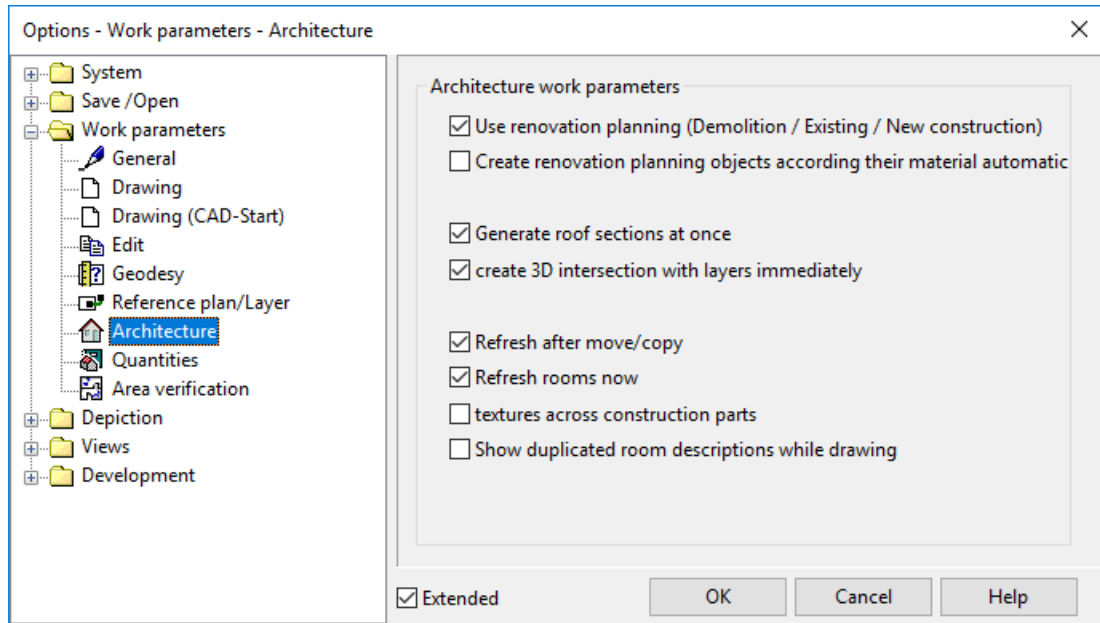 Options - Work parameters - Architecture
System
Save /Open
Work parameters
General
Drawing
Drawing (CAD-Start)
Edit
Geodesy
Reference plan/Layer
Architecture
Quantities
Area verification
Depiction
Views
Development
Architecture work parameters
Use renovation planning (Demolition / Existing / New construction)
Create renovation planning objects according their material automatic
Generate roof sections at once
create 3D intersection with layers immediately
Refresh after move/copy
Refresh rooms now
textures across construction parts
Show duplicated room descriptions while drawing
Extended
OK
Cancel
Help